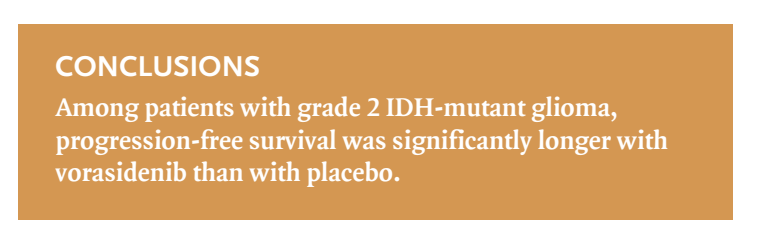 CONCLUSIONS
Among patients with grade 2 IDH-mutant glioma,
progression-free survival was significantly longer with
vorasidenib than with placebo.